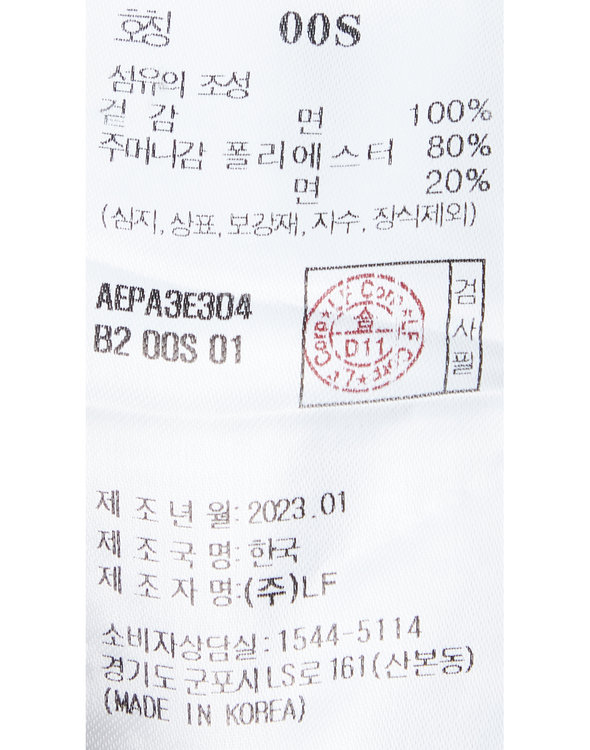 호칭 00S
섬유의 조성
겉 감 면 100%
주머니감 폴리에스터 80%
면 20%
(심지, 상표, 보강재, 자수, 장식제외)
AEPA3E304
B2 00S 01
검사필
D11
제 조 년 월: 2023.01
제 조 국 명: 한국
제 조 자 명:(주)LF
소비자상담실:1544-5114
경기도 군포시 LS로 161(산본동)
(MADE IN KOREA)